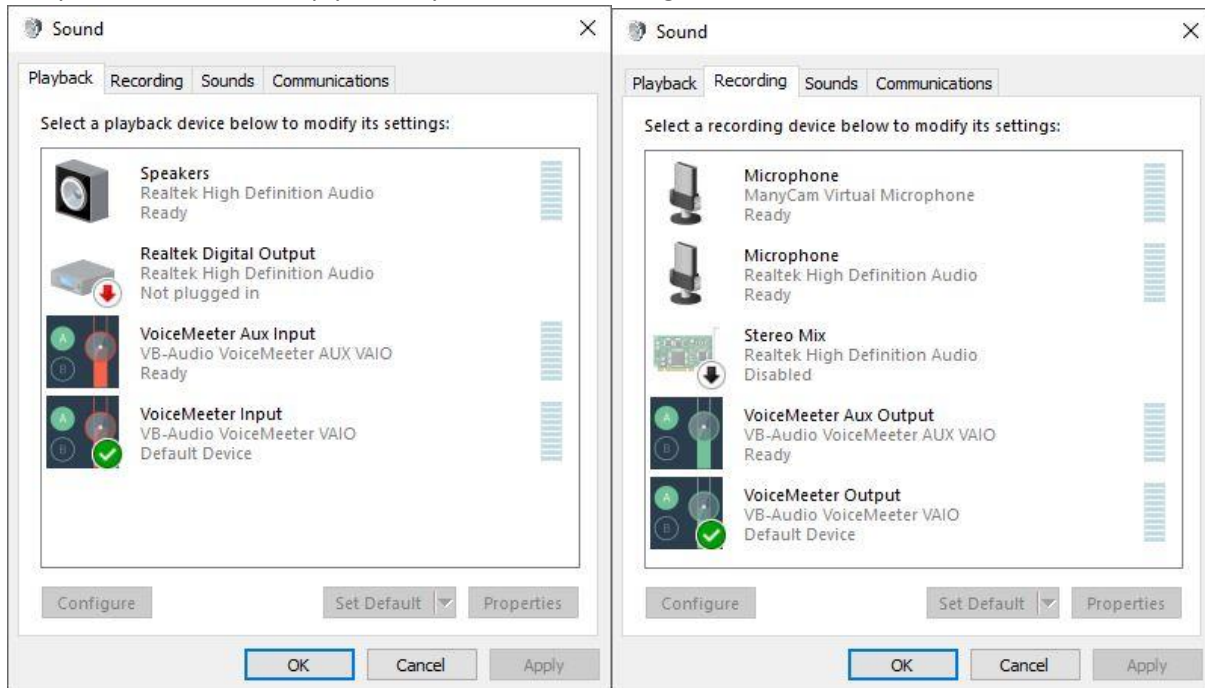 Sound
Playback Recording Sounds Communications
Select a playback device below to modify its settings:
Speakers
Realtek High Definition Audio
Ready
Realtek Digital Output
Realtek High Definition Audio
Not plugged in
A
B
VoiceMeeter Aux Input
VB-Audio VoiceMeeter AUX VAIO
Ready
A
B
VoiceMeeter Input
VB-Audio VoiceMeeter VAIO
Default Device
Configure Set Default Properties
OK Cancel Apply
Sound
Playback Recording Sounds Communications
Select a recording device below to modify its settings:
Microphone
ManyCam Virtual Microphone
Ready
Microphone
Realtek High Definition Audio
Ready
Stereo Mix
Realtek High Definition Audio
Disabled
A
B
VoiceMeeter Aux Output
VB-Audio VoiceMeeter AUX VAIO
Ready
A
B
VoiceMeeter Output
VB-Audio VoiceMeeter VAIO
Default Device
Configure Set Default Properties
OK Cancel Apply